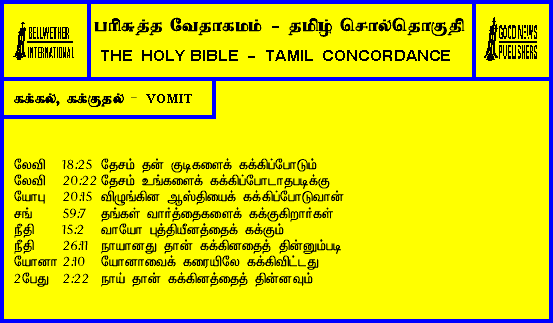 BELLWETHER
INTERNATIONAL
பரிசுத்த வேதாகமம் - தமிழ் சொல்தொகுதி
THE HOLY BIBLE - TAMIL CONCORDANCE
GOOD NEWS
PUBLISHERS
கக்கல், கக்குதல் - VOMIT
லேவி 18:25 தேசம் தன் குடிகளைக் கக்கிப்போடும்
லேவி 20:22 தேசம் உங்களைக் கக்கிப்போடாதபடிக்கு
யோபு 20:15 விழுங்கின ஆஸ்தியைக் கக்கிப்போடுவான்
சங் 59:7 தங்கள் வார்த்தைகளைக் கக்குகிறார்கள்
நீதி 15:2 வாயோ புத்தியீனத்தைக் கக்கும்
நீதி 26:11 நாயானது தான் கக்கினதைத் தின்னும்படி
யோனா 2:10 யோனாவைக் கரையிலே கக்கிவிட்டது
2பேது 2:22 நாய் தான் கக்கினத்தைத் தின்னவும்